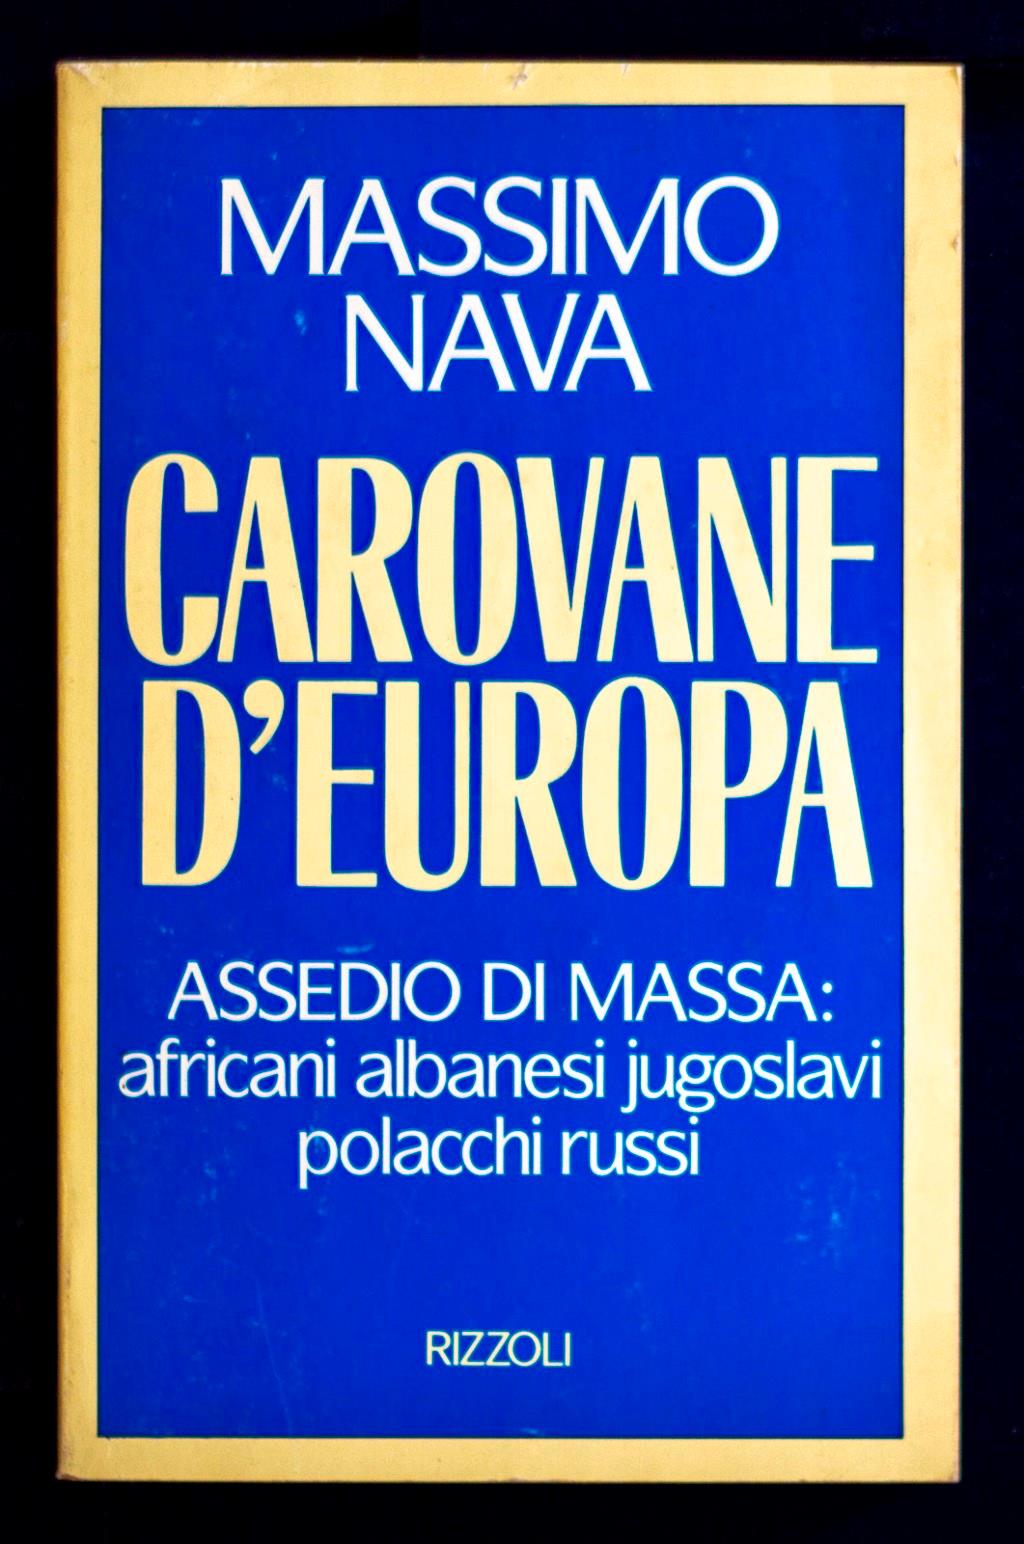 MASSIMO
NAVA
CAROVANE
D'EUROPA
ASSEDIO DI MASSA:
africani albanesi jugoslavi
polacchi russi
RIZZOLI